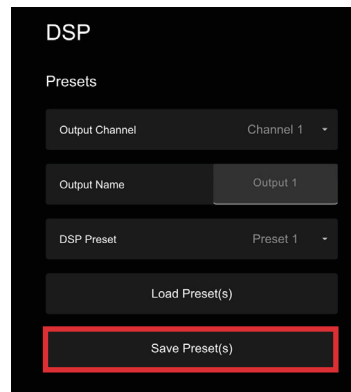 DSP
Presets
Output Channel Channel 1
Output Name Output 1
DSP Preset Preset 1
Load Preset(s)
Save Preset(s)